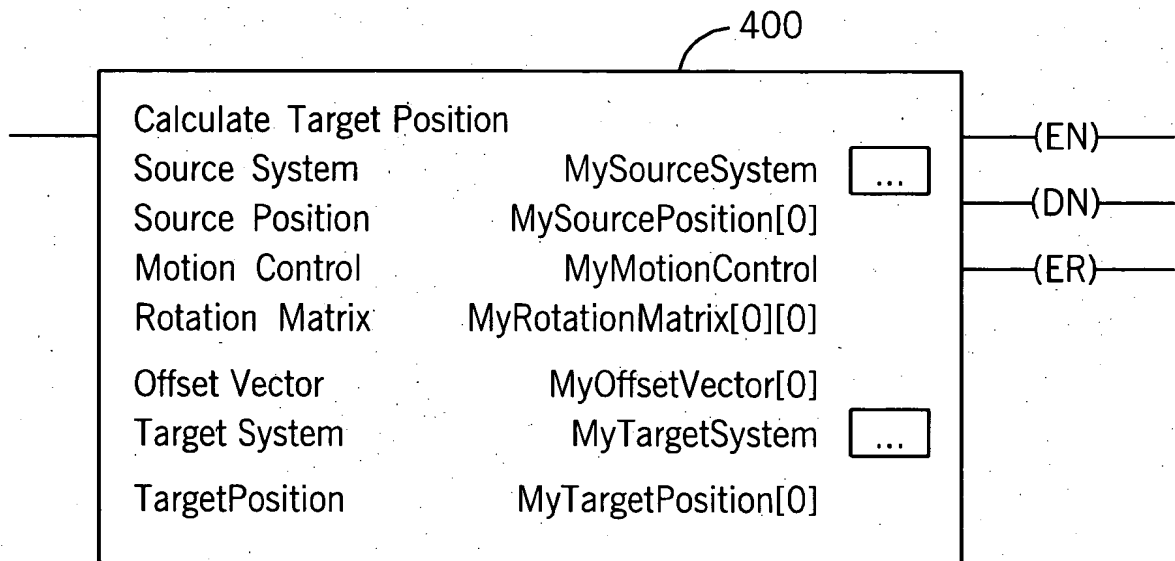 400
Calculate Target Position
(EN)
Source System MySourceSystem ...
Source Position MySourcePosition[0]
(DN)
Motion Control MyMotionControl
(ER)
Rotation Matrix MyRotationMatrix[0][0]
Offset Vector MyOffsetVector[0]
Target System MyTargetSystem ...
TargetPosition MyTargetPosition[0]